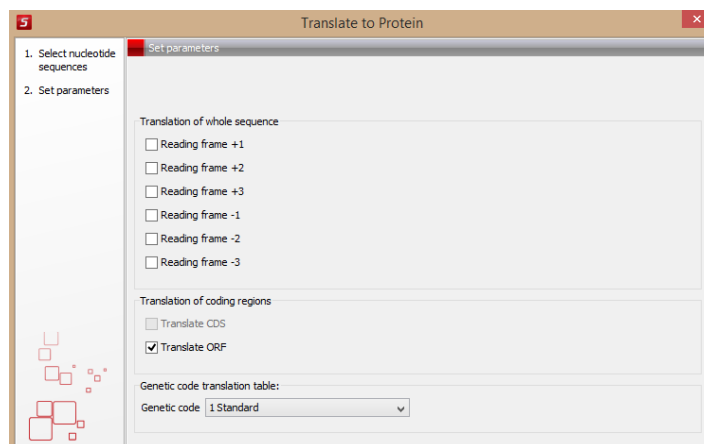 Translate to Protein
1. Select nucleotide
sequences
2. Set parameters
Set parameters
Translation of whole sequence
Reading frame +1
Reading frame +2
Reading frame +3
Reading frame -1
Reading frame -2
Reading frame -3
Translation of coding regions
Translate CDS
Translate ORF
Genetic code translation table:
Genetic code 1 Standard